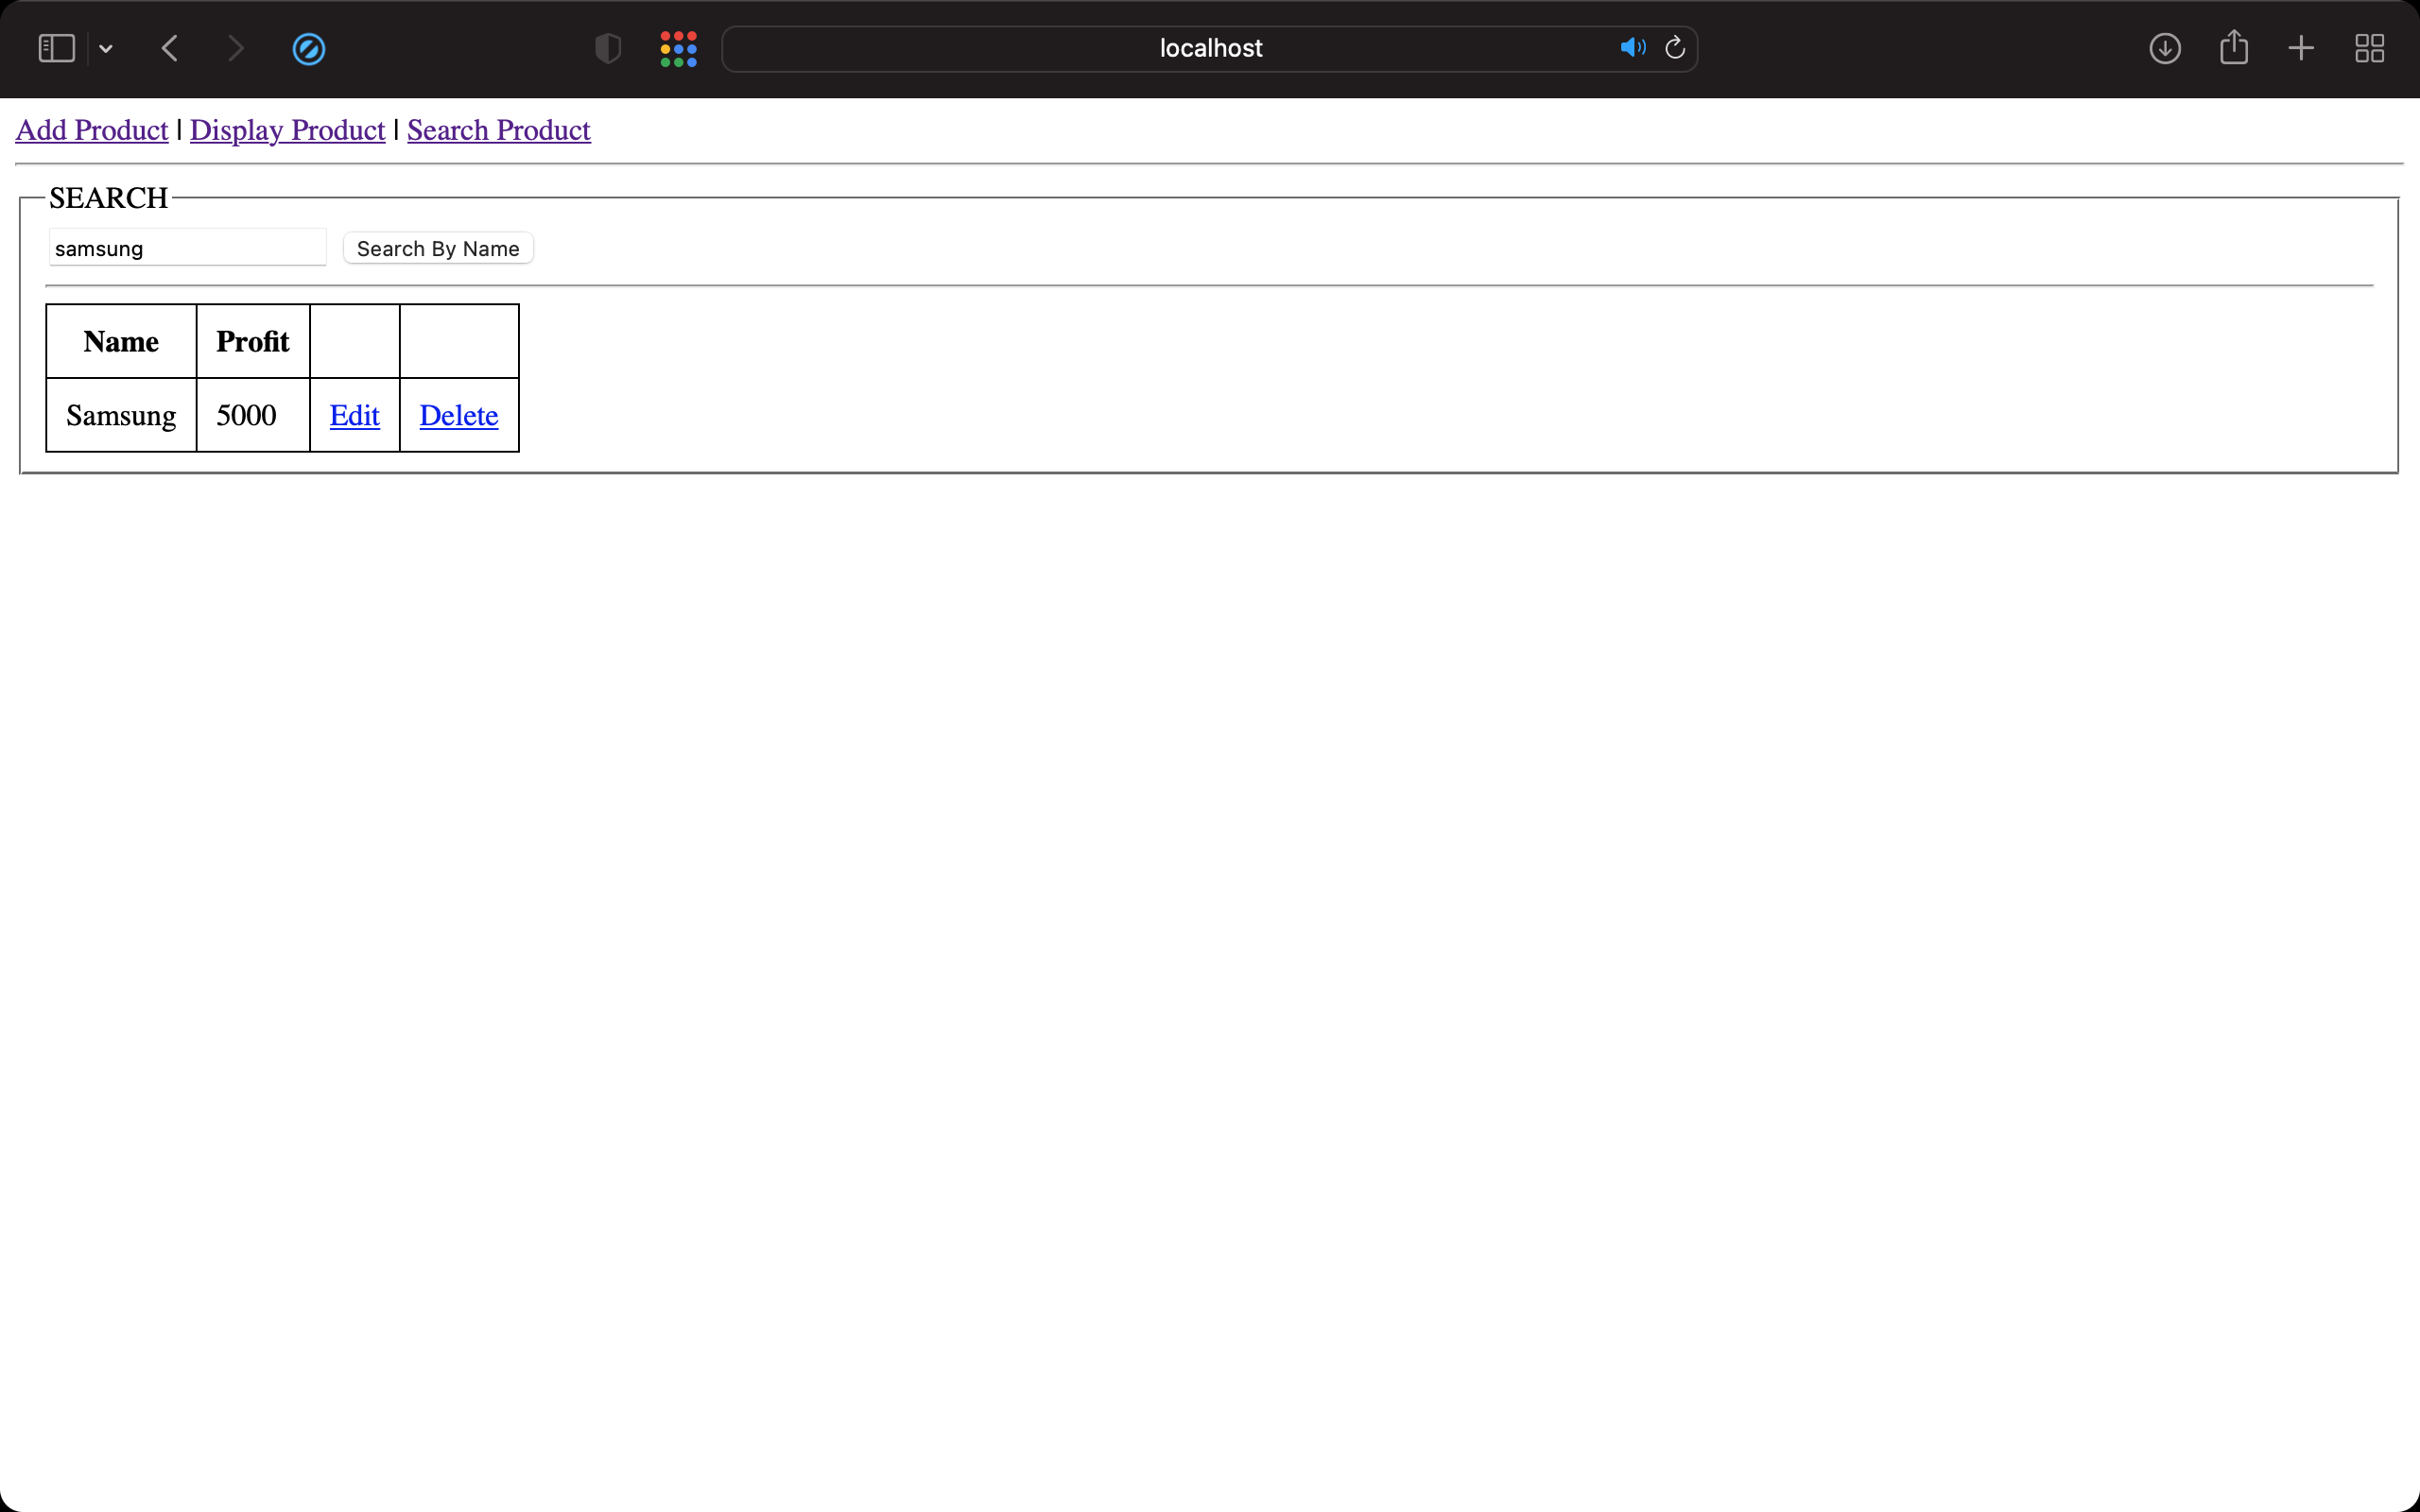 localhost
Add Product | Display Product | Search Product
SEARCH
samsung Search By Name
Name Profit
Samsung 5000 Edit Delete